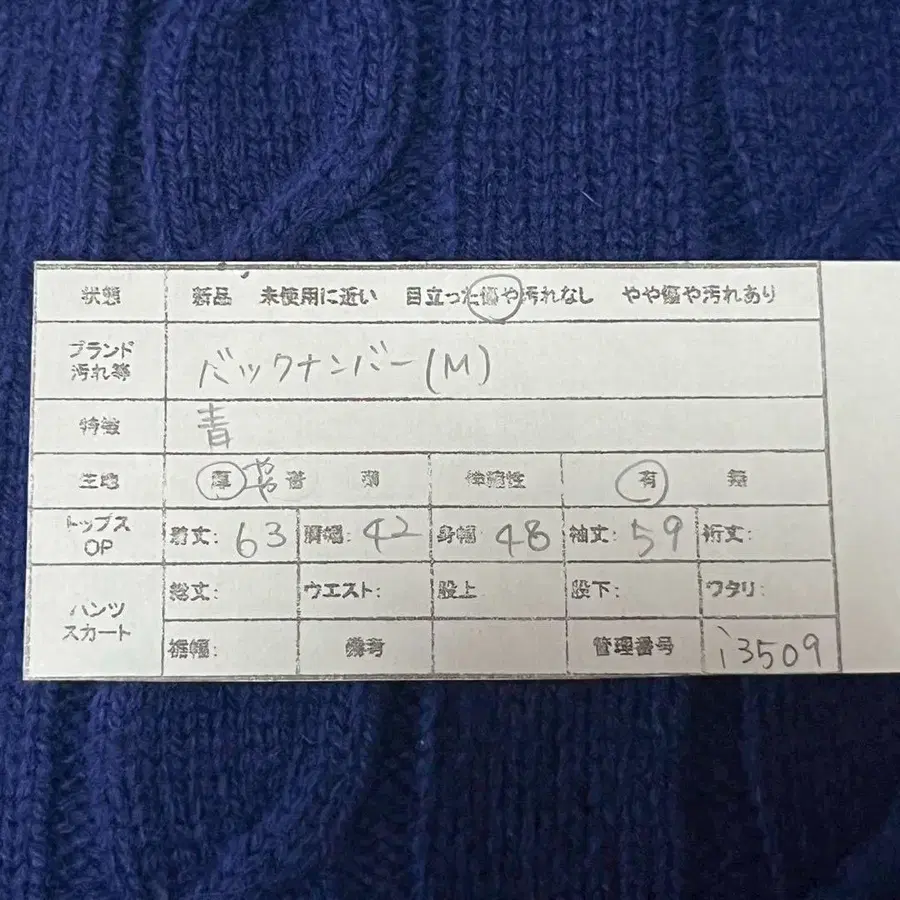 状態 新品 未使用に近い 目立った傷や汚れなし やや傷や汚れあり
ブランド
汚れ等
バックナンバー(M)
特徴 青
生地 厚 や 普 薄 伸縮性 有 無
トップス
OP
着丈: 63 肩幅: 42 身幅 48 袖丈: 59 裄丈:
パンツ
スカート
総丈: ウエスト: 股上 股下: ワタリ:
裾幅: 備考 管理番号 i3509